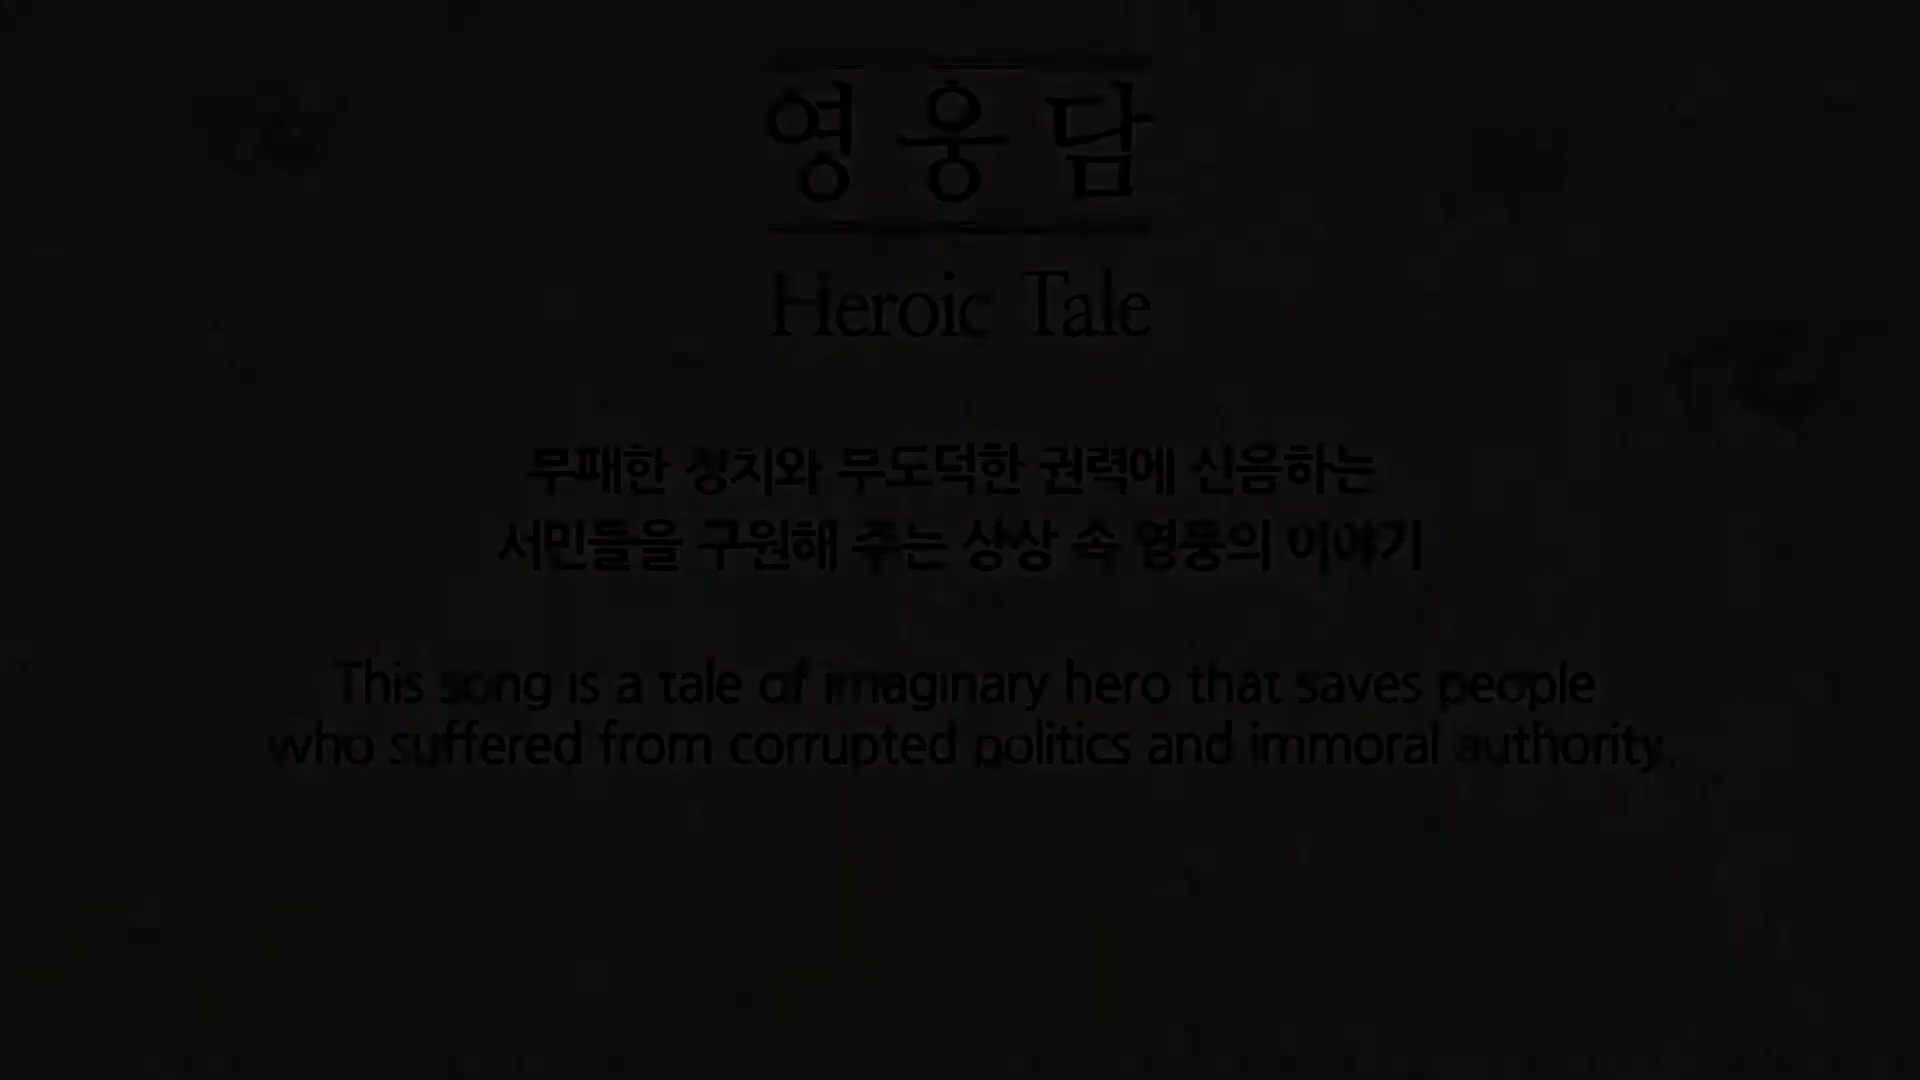 영웅담
Heroic Tale
부패한 정치와 부도덕한 권력에 신음하는
서민들을 구원해 주는 상상 속 영웅의 이야기
This song is a tale of imaginary hero that saves people
who suffered from corrupted politics and immoral authority.